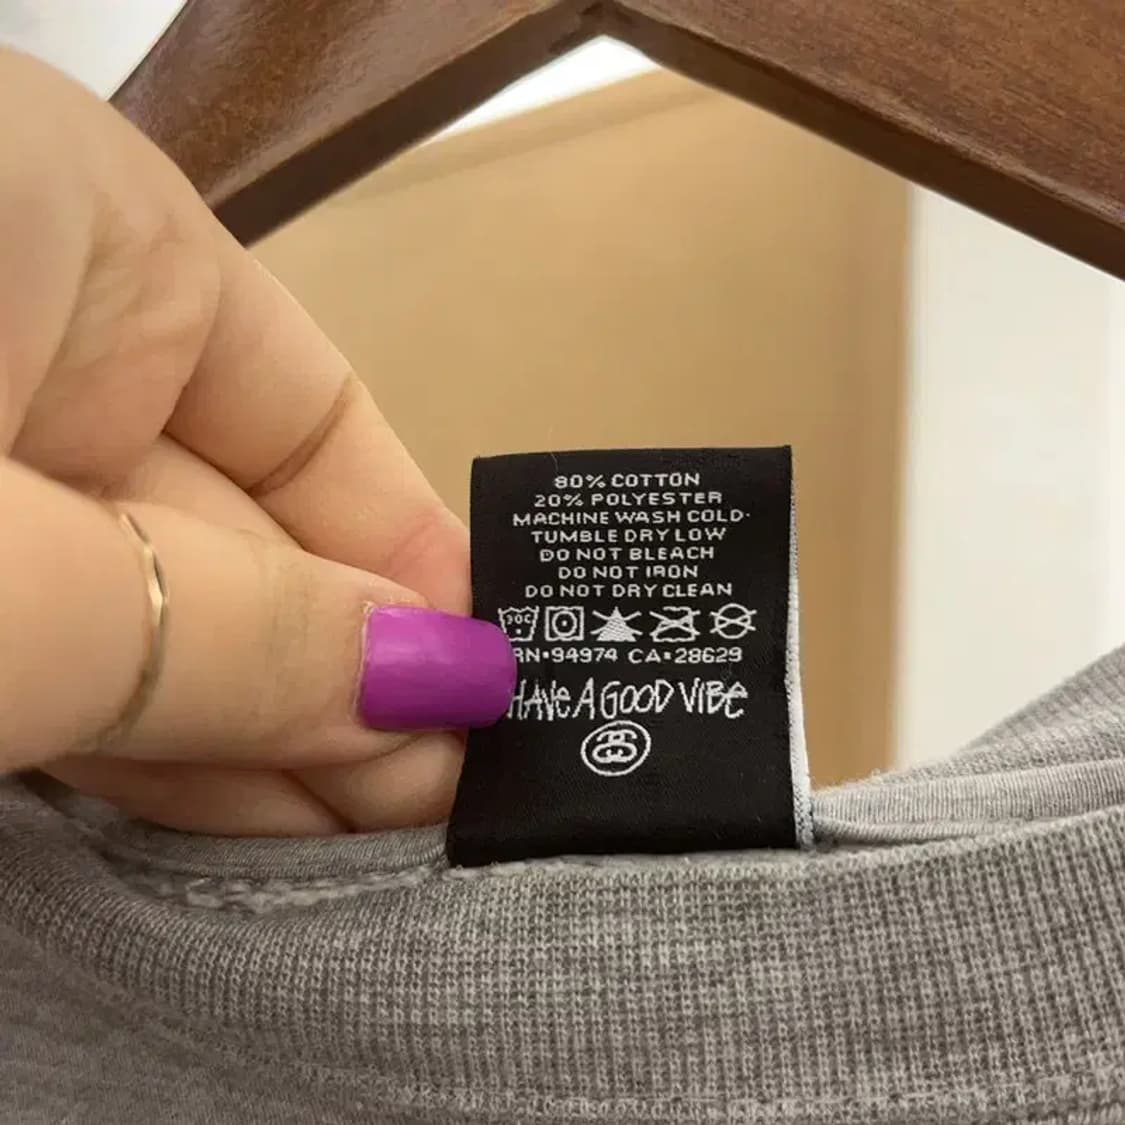 80% COTTON
20% POLYESTER
MACHINE WASH COLD·
TUMBLE DRY LOW
DO NOT BLEACH
DO NOT IRON
DO NOT DRY CLEAN
30C
RN•94974 CA•28629
HAVE A GOOD VIBE